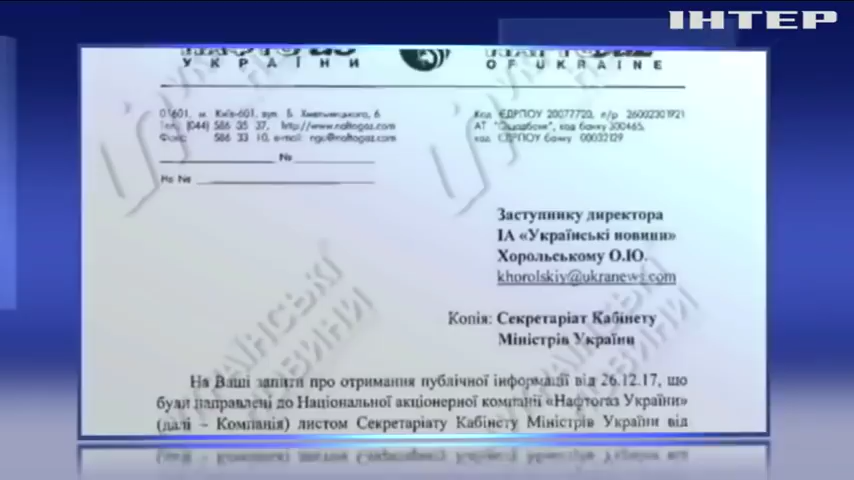 ІНТЕР
НАФТОГАЗ
NAFTOGAZ
УКРАЇНИ
OF UKRAINE
01601, м. Київ-601, вул. Б. Хмельницького, 6
Тел.: (044) 586 35 37, http://www.naftogaz.com
Факс: 586 33 10, e-mail: ngu@naftogaz.com
№
На №
Код ЄДРПОУ 20077720, п/р 26002301921
АТ "Ощадбанк", код банку 300465,
код ЄДРПОУ банку 00032129
Заступнику директора
ІА «Українські новини»
Хорольському О.Ю.
khorolskiy@ukranews.com
Копія: Секретаріат Кабінету
Міністрів України
На Ваші запити про отримання публічної інформації від 26.12.17, що
були направлені до Національної акціонерної компанії «Нафтогаз України»
(далі – Компанія) листом Секретаріату Кабінету Міністрів України від
УКРАЇНСЬКІ
НОВИНИ